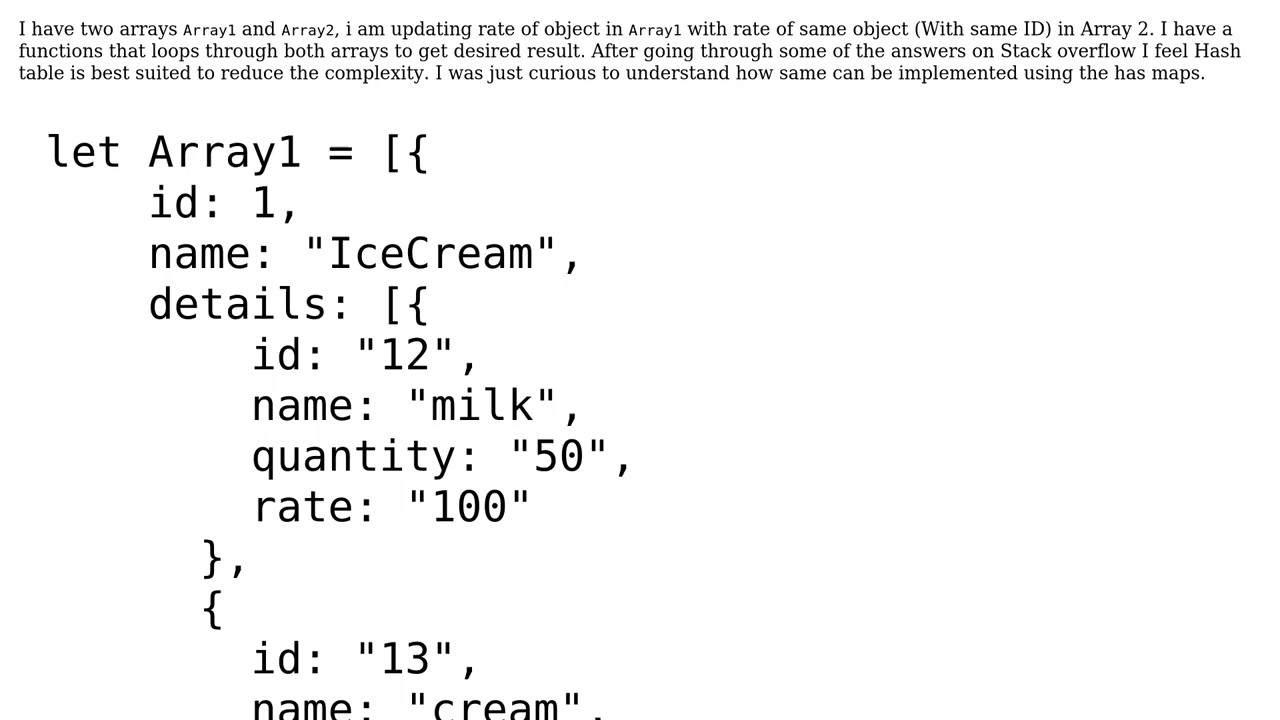 I have two arrays Array1 and Array2, i am updating rate of object in Array1 with rate of same object (With same ID) in Array 2. I have a
functions that loops through both arrays to get desired result. After going through some of the answers on Stack overflow I feel Hash
table is best suited to reduce the complexity. I was just curious to understand how same can be implemented using the has maps.
let Array1 = [{
id: 1,
name: "IceCream",
details: [{
id: "12",
name: "milk",
quantity: "50",
rate: "100"
},
{
id: "13",
name: "cream",